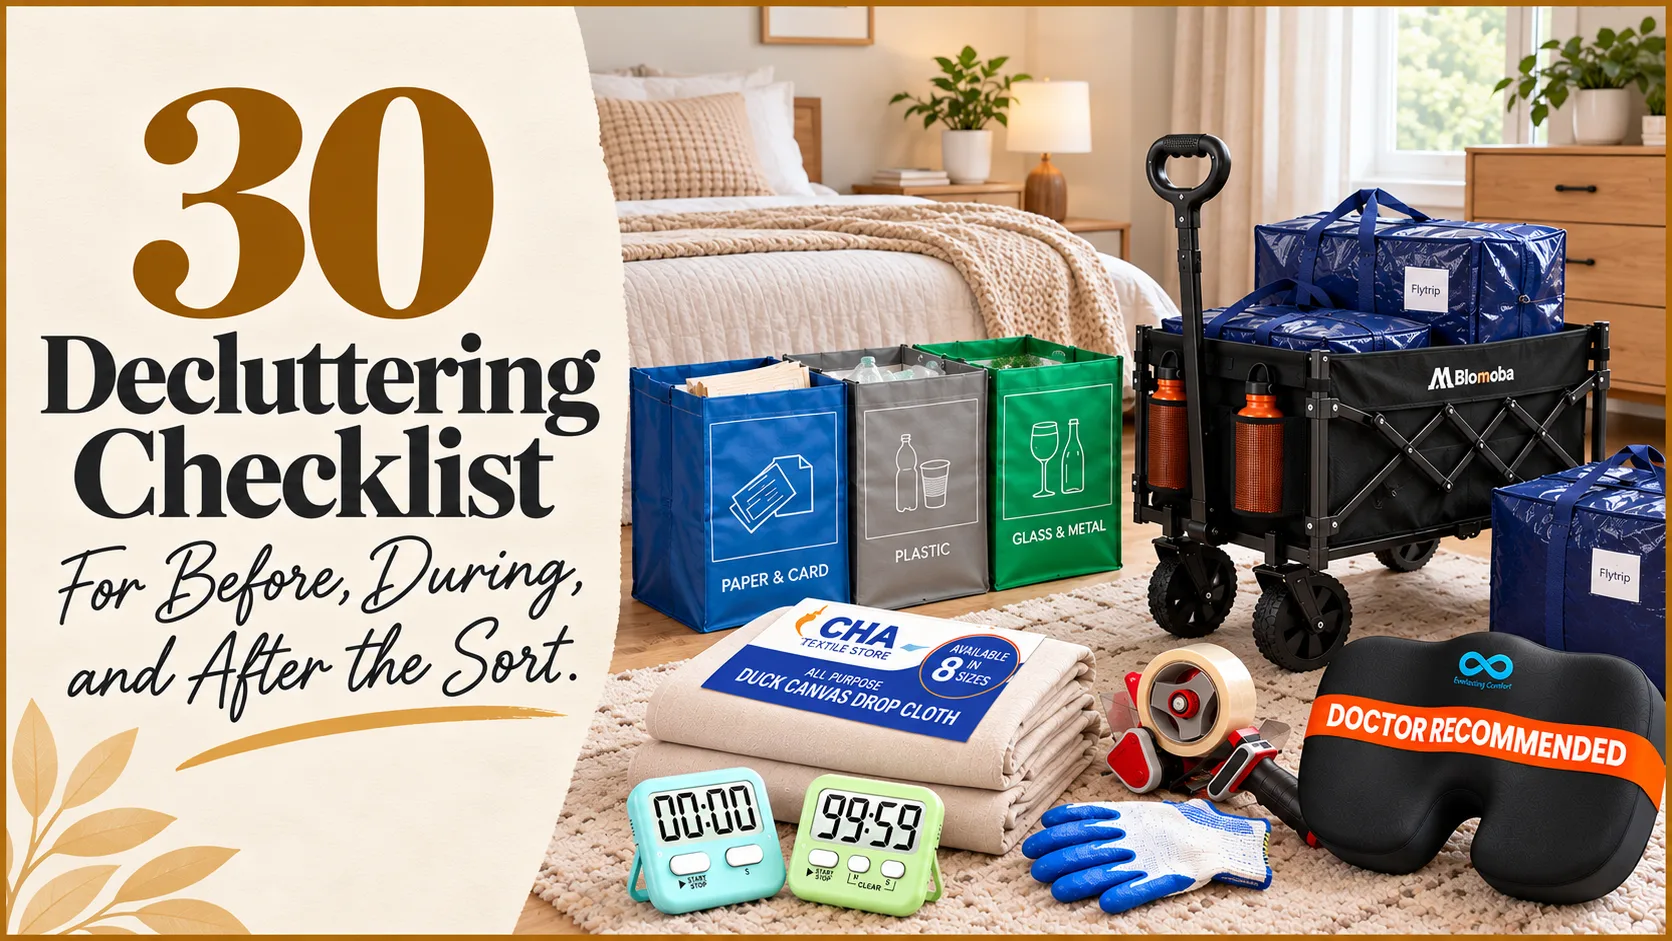 30
Decluttering
Checklist
For Before, During,
and After the Sort.
PAPER & CARD
PLASTIC
GLASS & METAL
Blomoba
Flytrip
Flytrip
CHA
TEXTILE STORE
AVAILABLE
8 IN
SIZES
ALL PURPOSE
DUCK CANVAS DROP CLOTH
Everlasting Comfort
DOCTOR RECOMMENDED
00:00
START
STOP
S
99:59
START
STOP
CLEAR
S